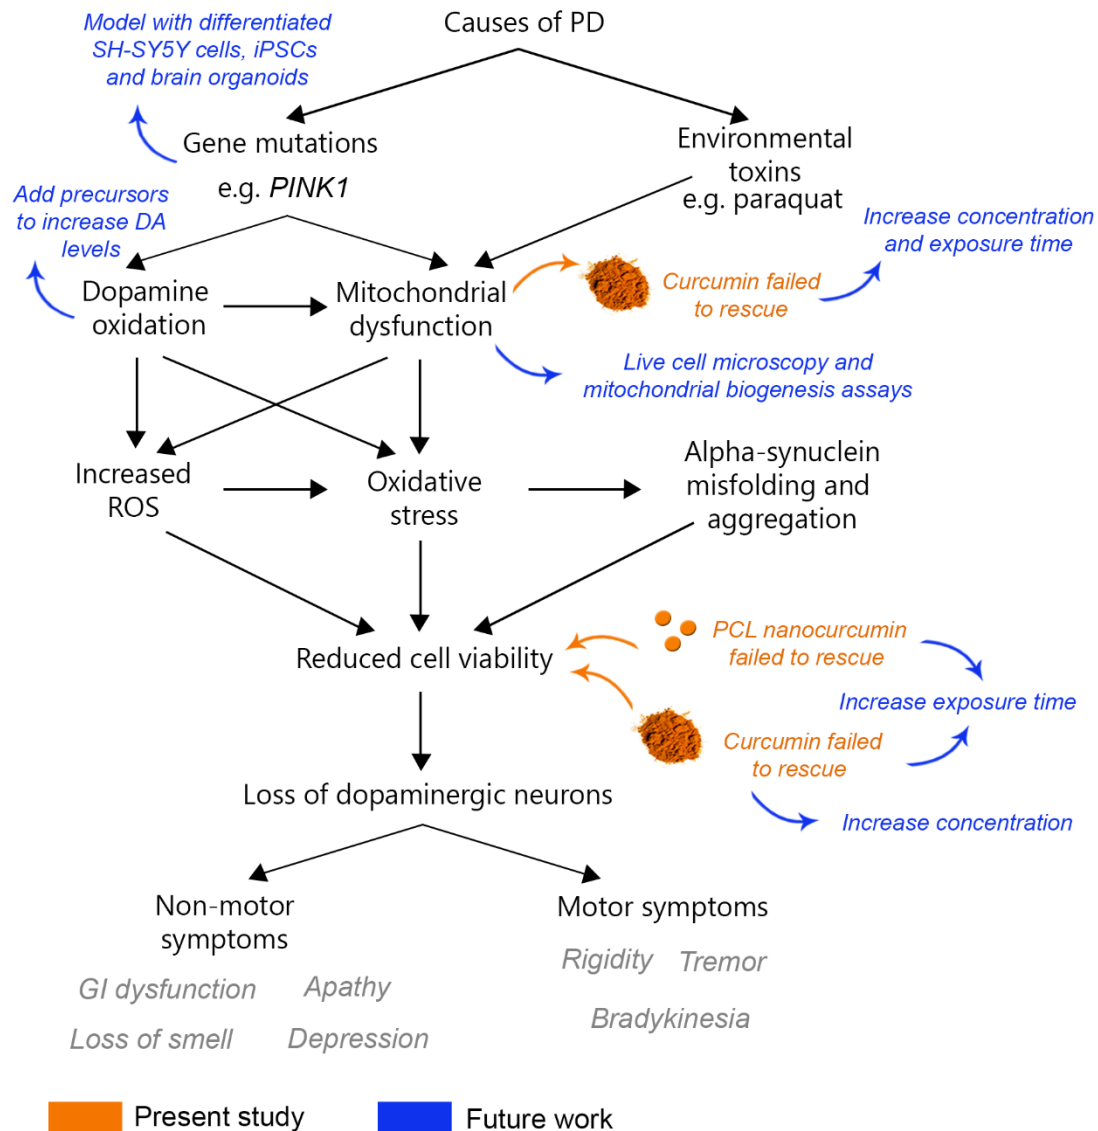 Causes of PD
Model with differentiated
SH-SY5Y cells, iPSCs
and brain organoids
Gene mutations
e.g. PINK1
Environmental
toxins
e.g. paraquat
Add precursors
to increase DA
levels
Increase concentration
and exposure time
Dopamine
oxidation
Mitochondrial
dysfunction
Curcumin failed
to rescue
Live cell microscopy and
mitochondrial biogenesis assays
Increased
ROS
Oxidative
stress
Alpha-synuclein
misfolding and
aggregation
Reduced cell viability
PCL nanocurcumin
failed to rescue
Increase exposure time
Curcumin failed
to rescue
Increase concentration
Loss of dopaminergic neurons
Non-motor
symptoms
Motor symptoms
GI dysfunction
Apathy
Loss of smell
Depression
Rigidity
Tremor
Bradykinesia
Present study
Future work